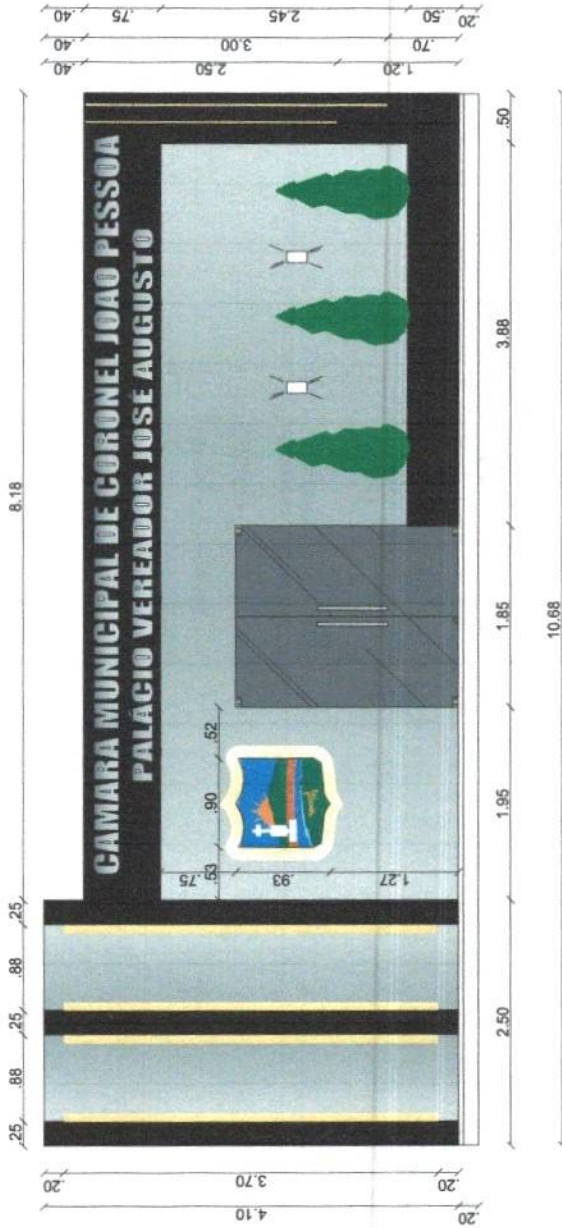 8.18
.25 .88 .25 .88 .25
CAMARA MUNICIPAL DE CORONEL JOAO PESSOA
PALÁCIO VEREADOR JOSÉ AUGUSTO
.53 .90 .52
.75 .93 1.27
.20 3.70 .20
4.10 .20
.40 2.50 1.20
.40 3.00 .70
.40 .75 2.45 .50 .20
2.50 1.95 1.85 3.88 .50
10.68